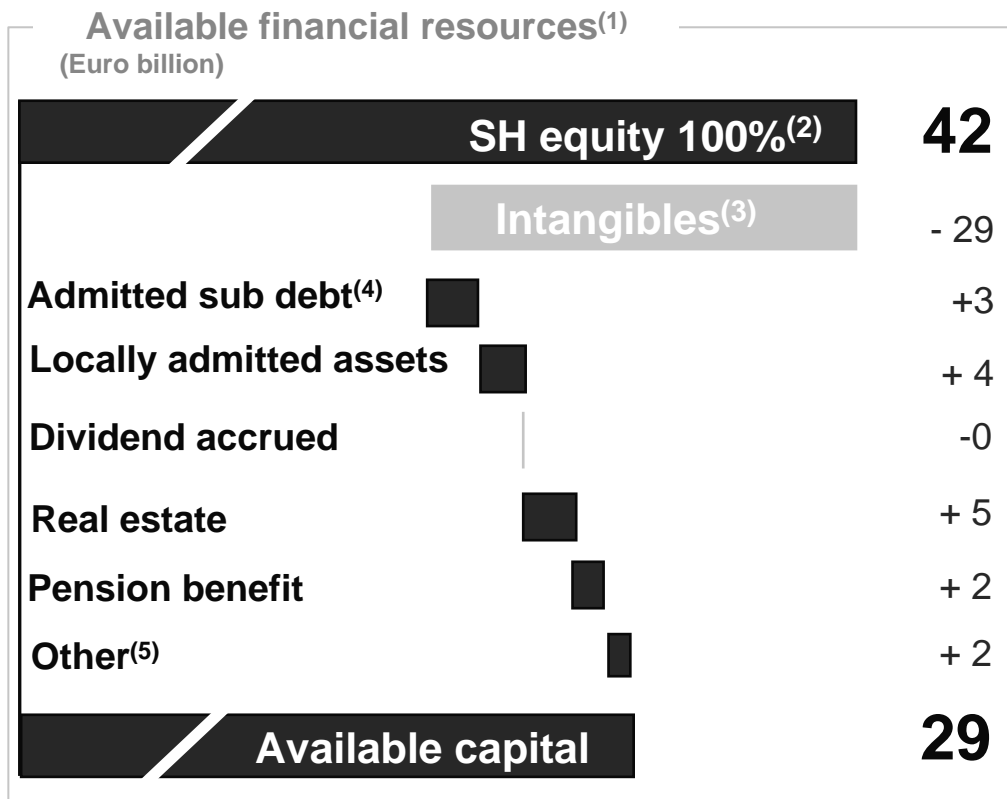 Available financial resources(1)
(Euro billion)
SH equity 100%(2) 42
Intangibles(3) - 29
Admitted sub debt(4) +3
Locally admitted assets + 4
Dividend accrued -0
Real estate + 5
Pension benefit + 2
Other(5) + 2
Available capital 29